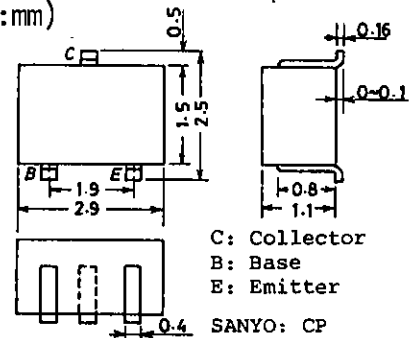 :mm)
0.5
0.16
C
1.5
2.5
0~0.1
B
E
1.9
2.9
0.8
1.1
C: Collector
B: Base
E: Emitter
0.4
SANYO: CP